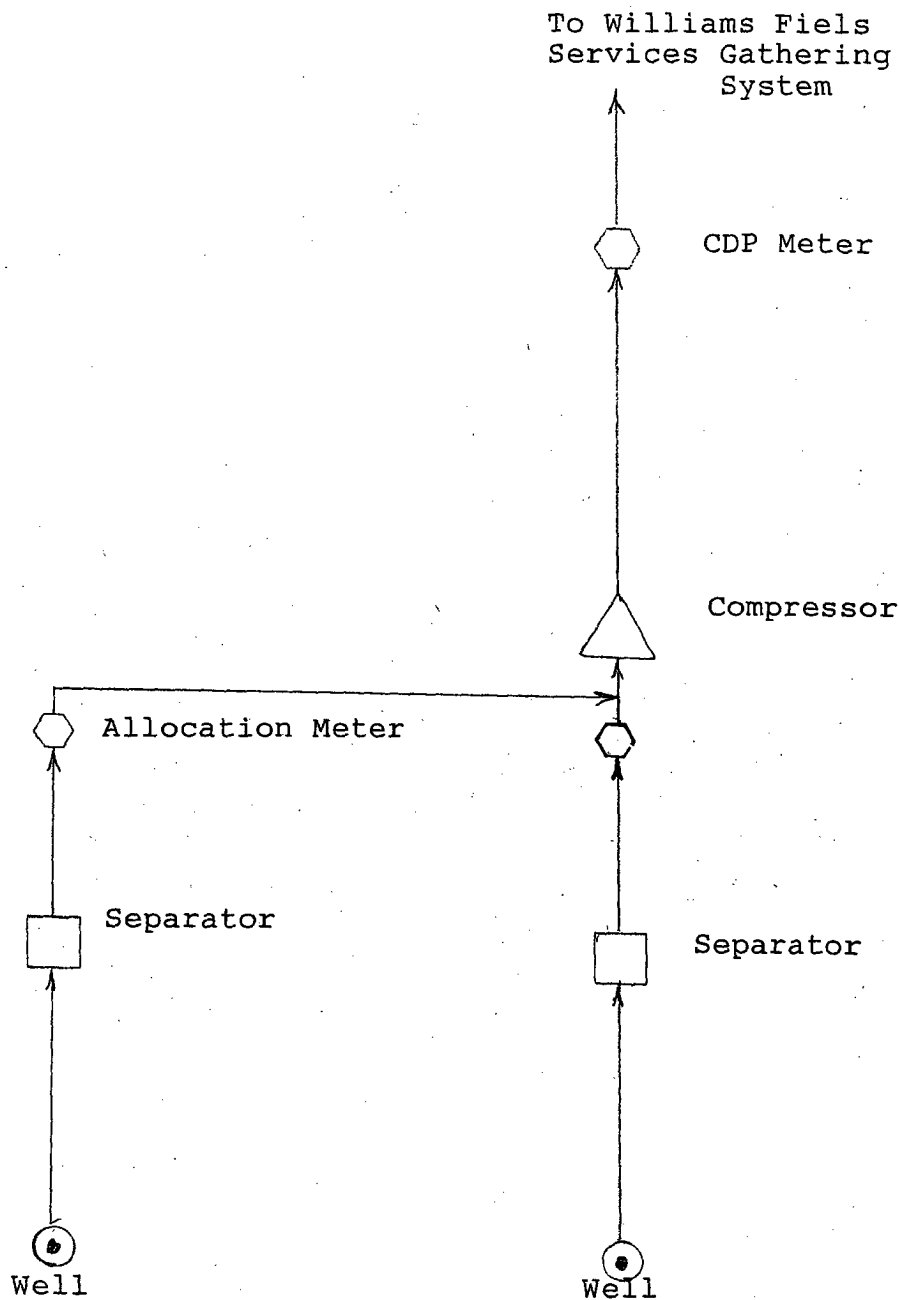 To Williams Fiels
Services Gathering
System
CDP Meter
Compressor
Allocation Meter
Separator
Separator
Well
Well